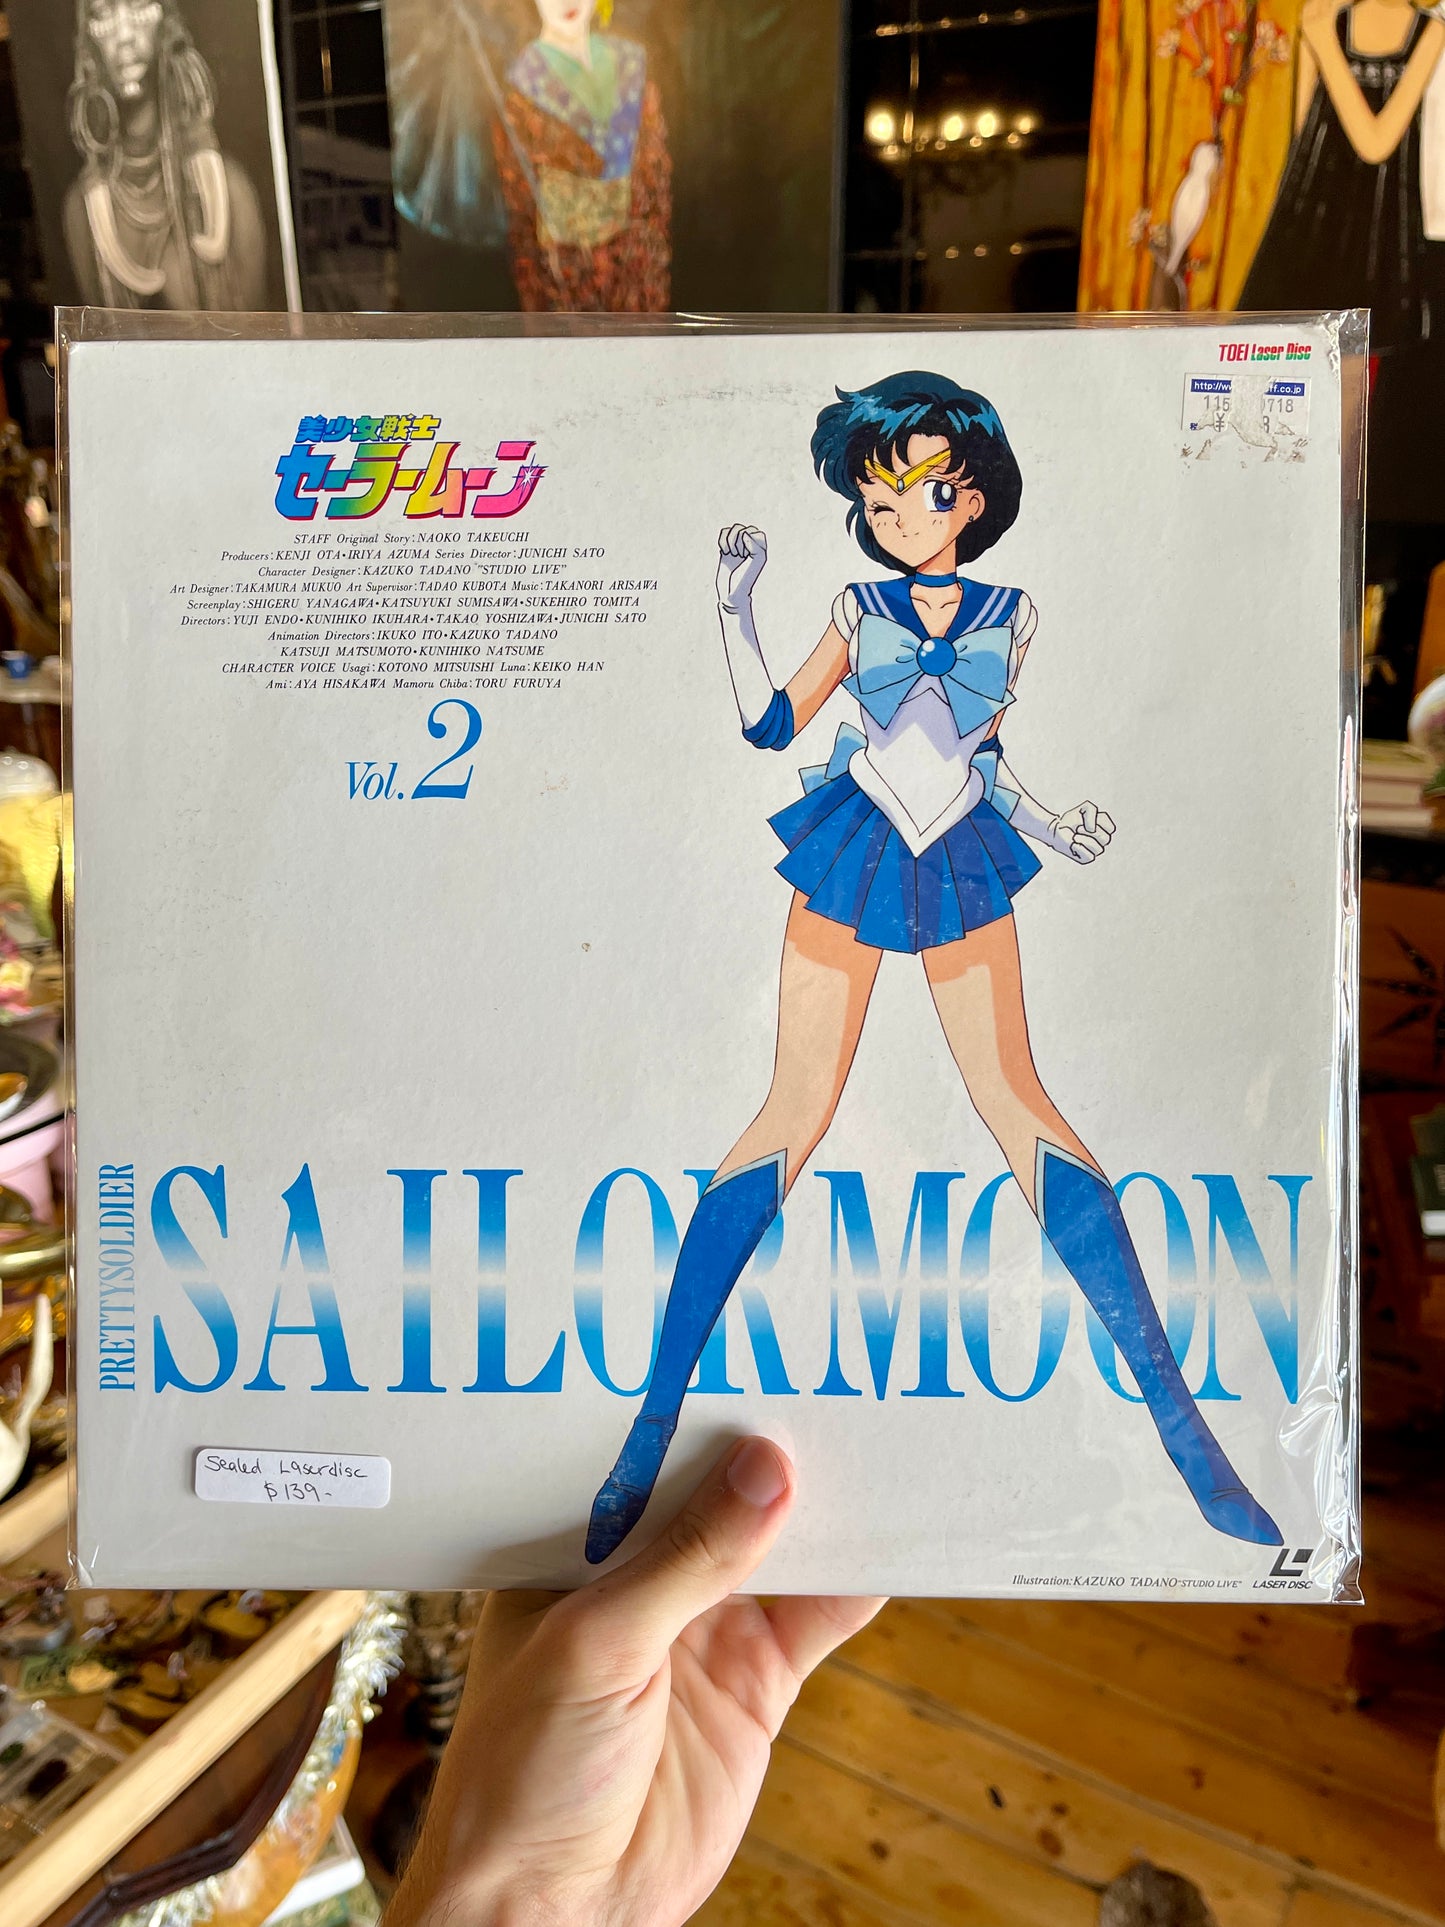 TOEI Laser Disc
美少女戦士
セーラームーン
STAFF Original Story:NAOKO TAKEUCHI
Producers:KENJI OTA•IRIYA AZUMA Series Director:JUNICHI SATO
Character Designer:KAZUKO TADANO "STUDIO LIVE"
Art Designer:TAKAMURA MUKUO Art Supervisor:TADAO KUBOTA Music:TAKANORI ARISAWA
Screenplay:SHIGERU YANAGAWA•KATSUYUKI SUMISAWA•SUKEHIRO TOMITA
Directors:YUJI ENDO•KUNIHIKO IKUHARA•TAKAO YOSHIZAWA•JUNICHI SATO
Animation Directors:IKUKO ITO•KAZUKO TADANO
KATSUJI MATSUMOTO•KUNIHIKO NATSUME
CHARACTER VOICE Usagi:KOTONO MITSUISHI Luna:KEIKO HAN
Ami:AYA HISAKAWA Mamoru Chiba:TORU FURUYA
Vol.2
PRETTYSOLDIER
SAILORMOON
Sealed Laserdisc
$139-
Illustration:KAZUKO TADANO"STUDIO LIVE"
LASER DISC